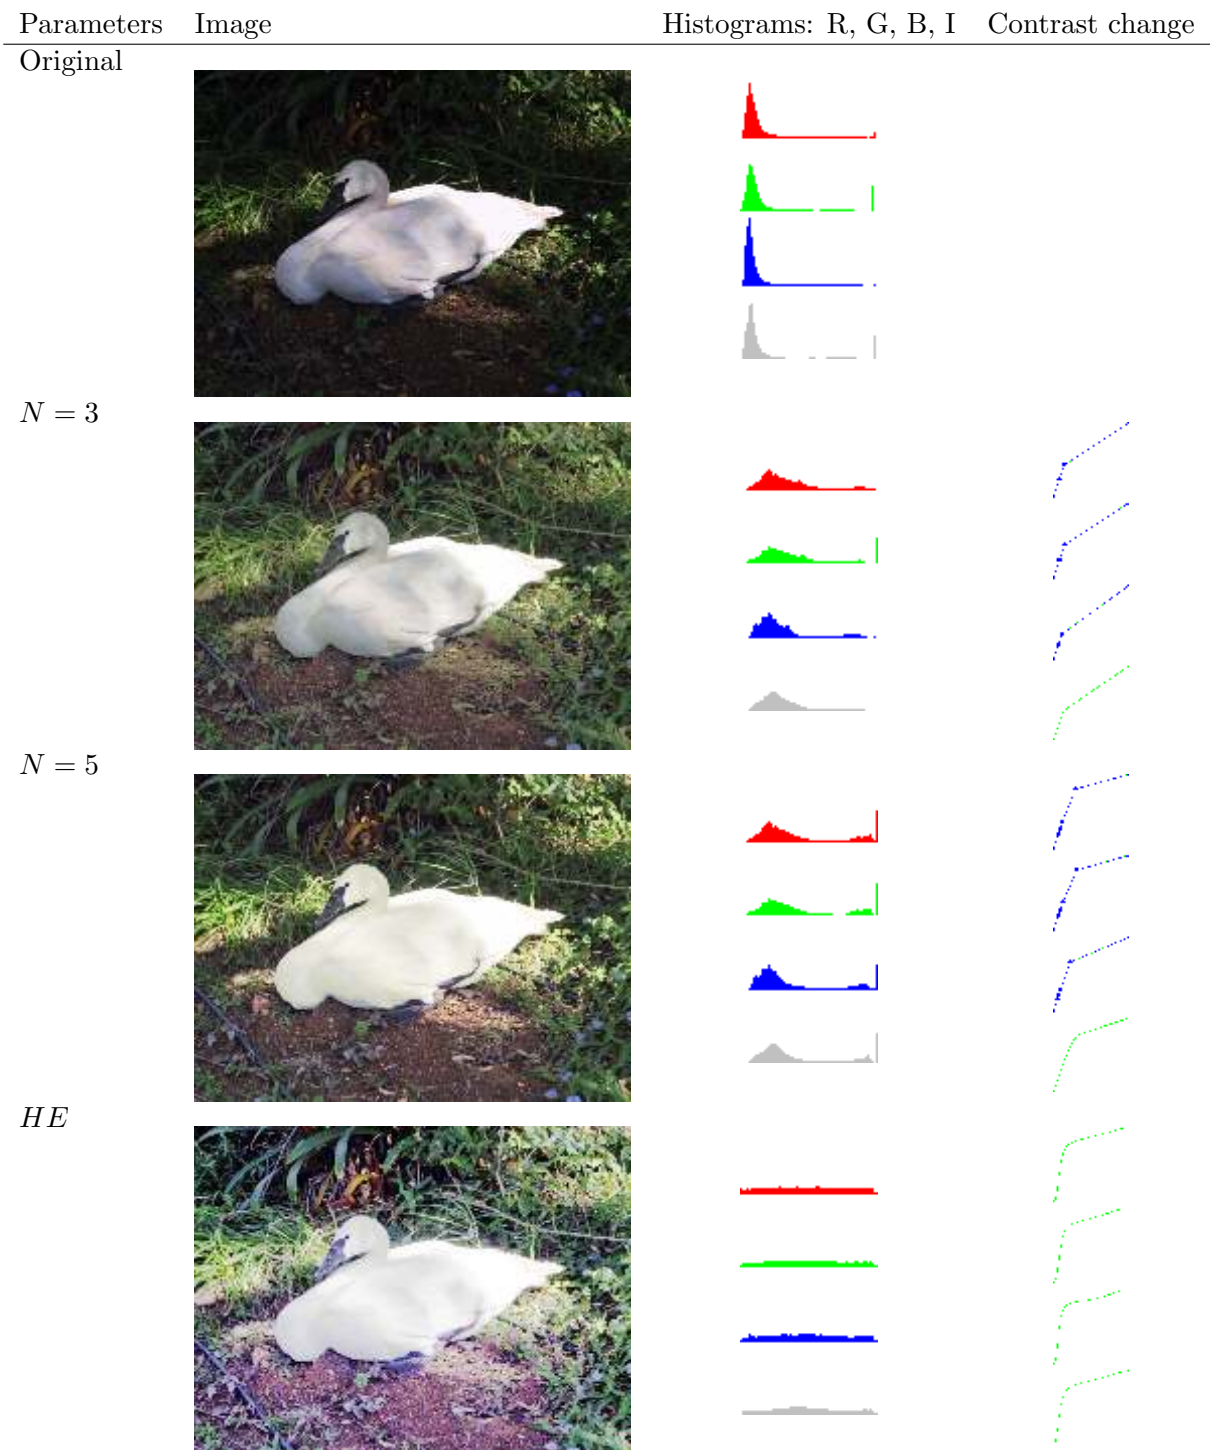 Parameters Image Histograms: R, G, B, I Contrast change
Original
N = 3
N = 5
HE